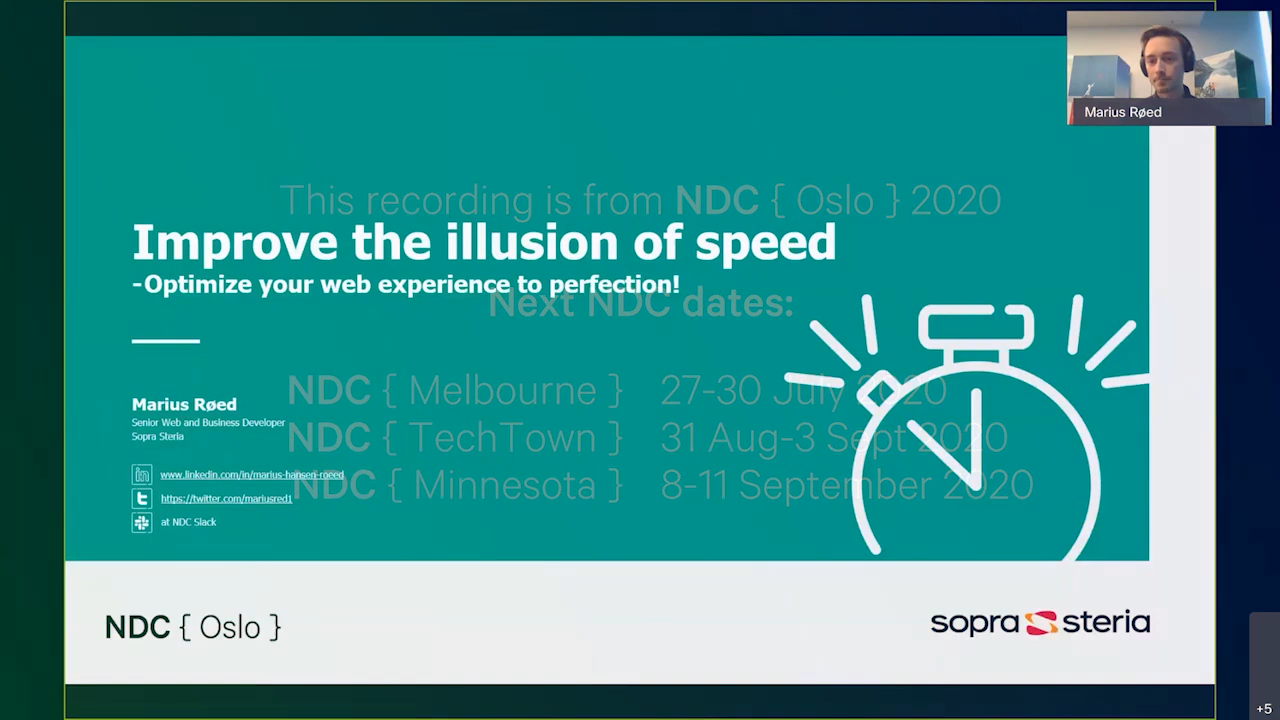 Marius Røed
This recording is from NDC { Oslo } 2020
Improve the illusion of speed
-Optimize your web experience to perfection!
Next NDC dates:
NDC { Melbourne } 27-30 July 2020
Marius Røed
Senior Web and Business Developer
Sopra Steria
NDC { TechTown } 31 Aug-3 Sept 2020
www.linkedin.com/in/marius-hansen-roeed
NDC { Minnesota } 8-11 September 2020
https://twitter.com/mariusred1
at NDC Slack
NDC { Oslo }
sopra steria
+5